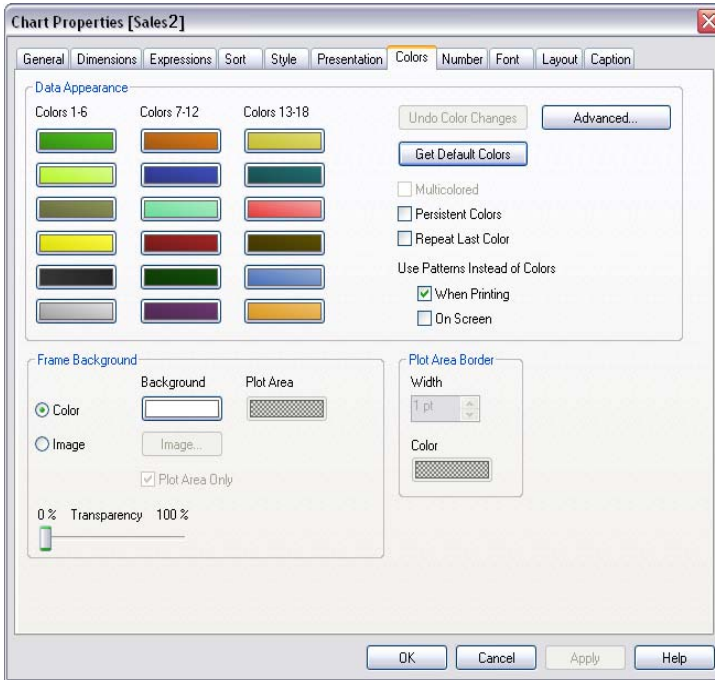 Chart Properties [Sales2]
General Dimensions Expressions Sort Style Presentation Colors Number Font Layout Caption
Data Appearance
Colors 1-6 Colors 7-12 Colors 13-18
Undo Color Changes Advanced...
Get Default Colors
Multicolored
Persistent Colors
Repeat Last Color
Use Patterns Instead of Colors
When Printing
On Screen
Frame Background
Background Plot Area
Color
Image Image...
Plot Area Only
0 % Transparency 100 %
Plot Area Border
Width
1 pt
Color
OK Cancel Apply Help